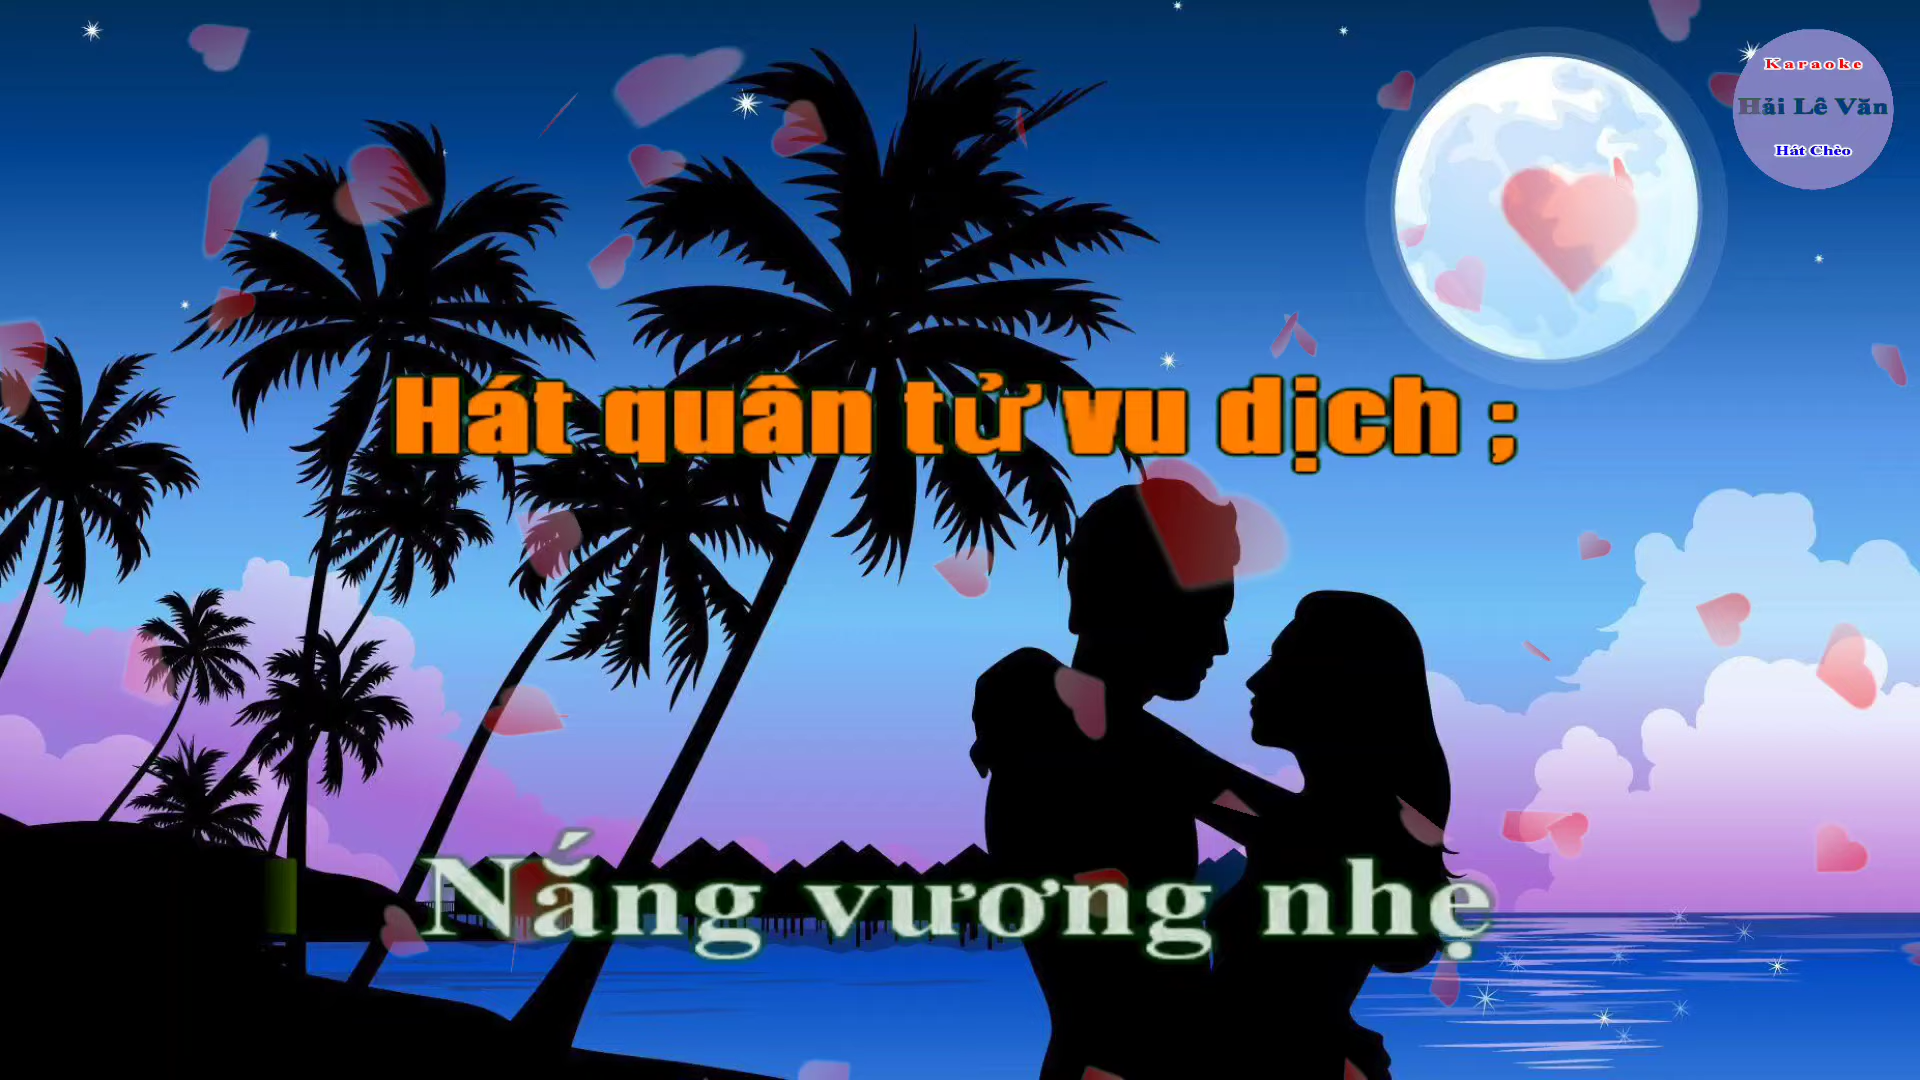 Karaoke
Hải Lê Văn
Hát Chèo
Hát quân tử vu dịch ;
Nắng vương nhẹ